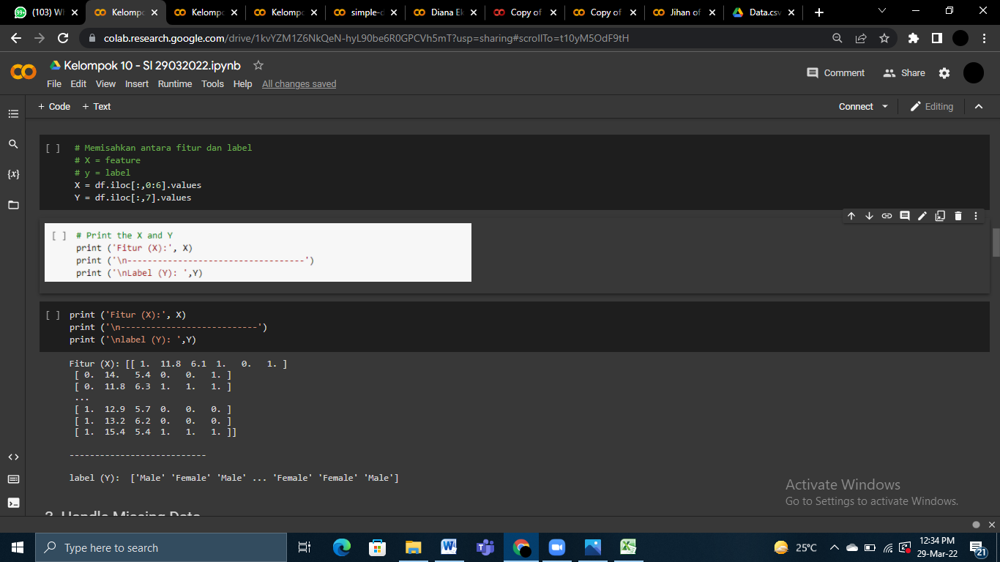 (103) W
Kelompo
Kelompo
Kelompo
simple-d
Diana Ek
Copy of
Copy of
Jihan of
Data.csv
colab.research.google.com/drive/1kvYZM1Z6NkQeN-hyL90be6R0GPCVh5mT?usp=sharing#scrollTo=t10yM5OdF9tH
Kelompok 10 - SI 29032022.ipynb
Comment
Share
File Edit View Insert Runtime Tools Help All changes saved
+ Code + Text
Connect
Editing
[ ] # Memisahkan antara fitur dan label
# X = feature
# y = label
X = df.iloc[:,0:6].values
Y = df.iloc[:,7].values
{x}
[ ] # Print the X and Y
print ('Fitur (X):', X)
print ('\n-----------------------------------')
print ('\nLabel (Y): ',Y)
[ ] print ('Fitur (X):', X)
print ('\n---------------------------')
print ('\nlabel (Y): ',Y)
Fitur (X): [[ 1. 11.8 6.1 1. 0. 1. ]
[ 0. 14. 5.4 0. 0. 1. ]
[ 0. 11.8 6.3 1. 1. 1. ]
...
[ 1. 12.9 5.7 0. 0. 0. ]
[ 1. 13.2 6.2 0. 0. 0. ]
[ 1. 15.4 5.4 1. 1. 1. ]]
---------------------------
label (Y): ['Male' 'Female' 'Male' ... 'Female' 'Female' 'Male']
Activate Windows
Go to Settings to activate Windows.
Handle Missing Data
Type here to search
25°C
12:34 PM
29-Mar-22
21